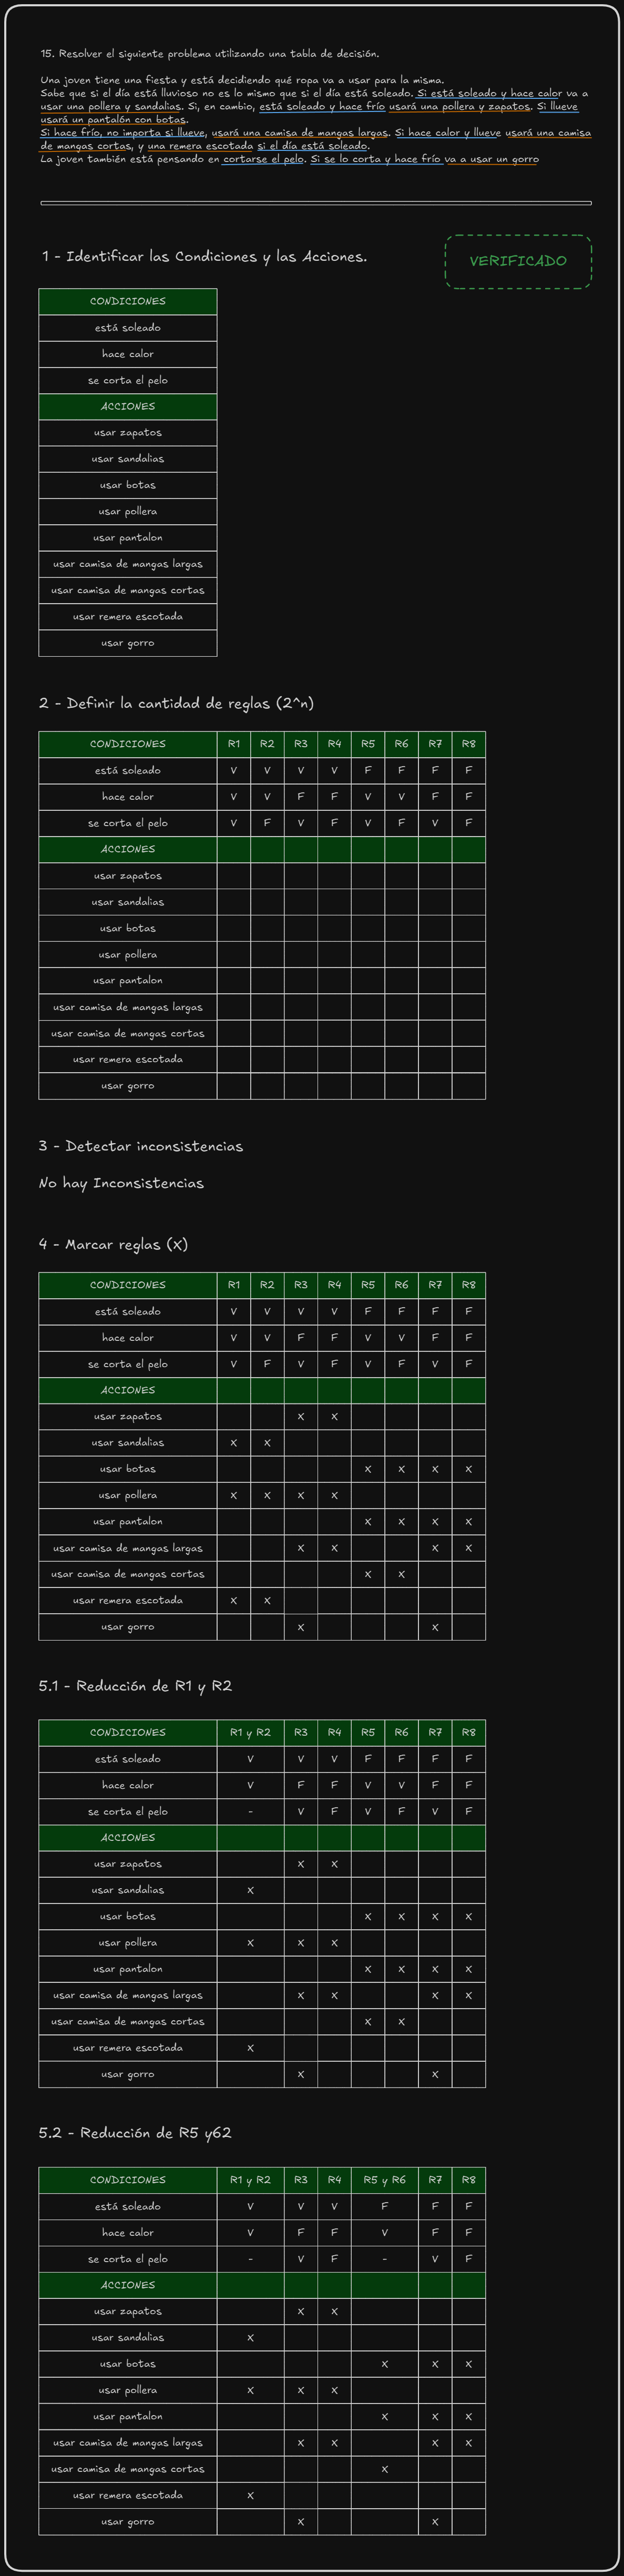 15. Resolver el siguiente problema utilizando una tabla de decisión.
Una joven tiene una fiesta y está decidiendo qué ropa va a usar para la misma.
Sabe que si el día está lluvioso no es lo mismo que si el día está soleado. Si está soleado y hace calor va a
usar una pollera y sandalias. Si, en cambio, está soleado y hace frío usará una pollera y zapatos. Si llueve
usará un pantalón con botas.
Si hace frío, no importa si llueve, usará una camisa de mangas largas. Si hace calor y llueve usará una camisa
de mangas cortas, y una remera escotada si el día está soleado.
La joven también está pensando en cortarse el pelo. Si se lo corta y hace frío va a usar un gorro
1 - Identificar las Condiciones y las Acciones.
VERIFICADO
CONDICIONES
está soleado
hace calor
se corta el pelo
ACCIONES
usar zapatos
usar sandalias
usar botas
usar pollera
usar pantalon
usar camisa de mangas largas
usar camisa de mangas cortas
usar remera escotada
usar gorro
2 - Definir la cantidad de reglas (2^n)
CONDICIONES R1 R2 R3 R4 R5 R6 R7 R8
está soleado V V V V F F F F
hace calor V V F F V V F F
se corta el pelo V F V F V F V F
ACCIONES
usar zapatos
usar sandalias
usar botas
usar pollera
usar pantalon
usar camisa de mangas largas
usar camisa de mangas cortas
usar remera escotada
usar gorro
3 - Detectar inconsistencias
No hay Inconsistencias
4 - Marcar reglas (X)
CONDICIONES R1 R2 R3 R4 R5 R6 R7 R8
está soleado V V V V F F F F
hace calor V V F F V V F F
se corta el pelo V F V F V F V F
ACCIONES
usar zapatos X X
usar sandalias X X
usar botas X X X X
usar pollera X X X X
usar pantalon X X X X
usar camisa de mangas largas X X X X
usar camisa de mangas cortas X X
usar remera escotada X X
usar gorro X X
5.1 - Reducción de R1 y R2
CONDICIONES R1 y R2 R3 R4 R5 R6 R7 R8
está soleado V V V F F F F
hace calor V F F V V F F
se corta el pelo - V F V F V F
ACCIONES
usar zapatos X X
usar sandalias X
usar botas X X X X
usar pollera X X X
usar pantalon X X X X
usar camisa de mangas largas X X X X
usar camisa de mangas cortas X X
usar remera escotada X
usar gorro X X
5.2 - Reducción de R5 y62
CONDICIONES R1 y R2 R3 R4 R5 y R6 R7 R8
está soleado V V V F F F
hace calor V F F V F F
se corta el pelo - V F - V F
ACCIONES
usar zapatos X X
usar sandalias X
usar botas X X X
usar pollera X X X
usar pantalon X X X
usar camisa de mangas largas X X X X
usar camisa de mangas cortas X
usar remera escotada X
usar gorro X X